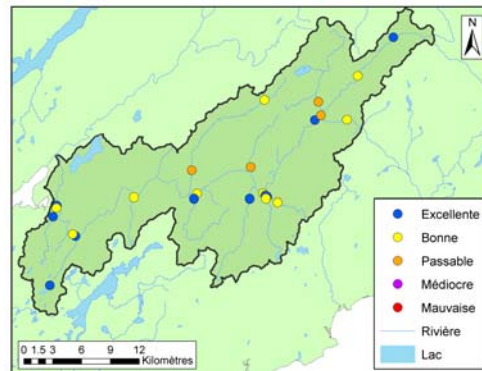 N
Excellente
Bonne
Passable
Médiocre
Mauvaise
Rivière
Lac
0 1.5 3 6 9 12
Kilomètres